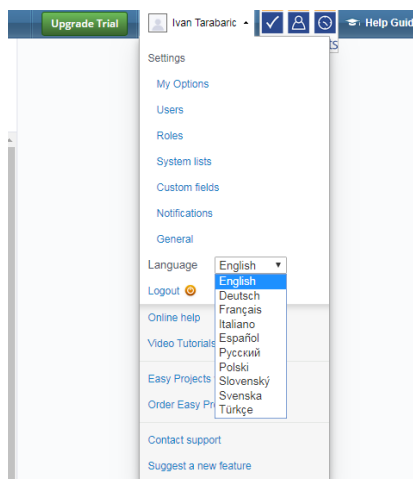 Upgrade Trial
Ivan Tarabaric
Help Guid
ts
Settings
My Options
Users
Roles
System lists
Custom fields
Notifications
General
Language English
English
Deutsch
Français
Italiano
Español
Русский
Polski
Slovenský
Svenska
Türkçe
Logout
Online help
Video Tutorials
Easy Projects
Order Easy Pr
Contact support
Suggest a new feature